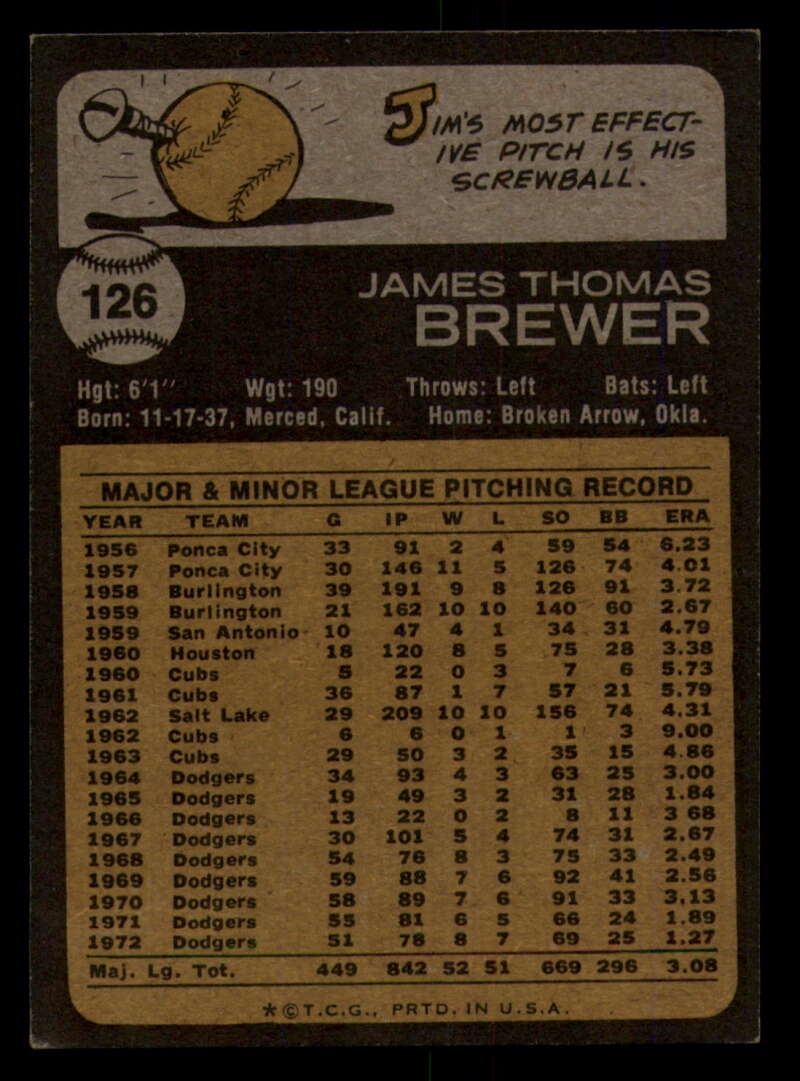 JIM'S MOST EFFECT-
IVE PITCH IS HIS
SCREWBALL.
126
JAMES THOMAS
BREWER
Hgt: 6'1" Wgt: 190 Throws: Left Bats: Left
Born: 11-17-37, Merced, Calif. Home: Broken Arrow, Okla.
MAJOR & MINOR LEAGUE PITCHING RECORD
YEAR TEAM G IP W L SO BB ERA
1956 Ponca City 33 91 2 4 59 54 6.23
1957 Ponca City 30 146 11 5 126 74 4.01
1958 Burlington 39 191 9 8 126 91 3.72
1959 Burlington 21 162 10 10 140 60 2.67
1959 San Antonio 10 47 4 1 34 31 4.79
1960 Houston 18 120 8 5 75 28 3.38
1960 Cubs 5 22 0 3 7 6 5.73
1961 Cubs 36 87 1 7 57 21 5.79
1962 Salt Lake 29 209 10 10 156 74 4.31
1962 Cubs 6 6 0 1 1 3 9.00
1963 Cubs 29 50 3 2 35 15 4.86
1964 Dodgers 34 93 4 3 63 25 3.00
1965 Dodgers 19 49 3 2 31 28 1.84
1966 Dodgers 13 22 0 2 8 11 3 68
1967 Dodgers 30 101 5 4 74 31 2.67
1968 Dodgers 54 76 8 3 75 33 2.49
1969 Dodgers 59 88 7 6 92 41 2.56
1970 Dodgers 58 89 7 6 91 33 3.13
1971 Dodgers 55 81 6 5 66 24 1.89
1972 Dodgers 51 78 8 7 69 25 1.27
Maj. Lg. Tot. 449 842 52 51 669 296 3.08
*©T.C.G., PRTD. IN U.S.A.